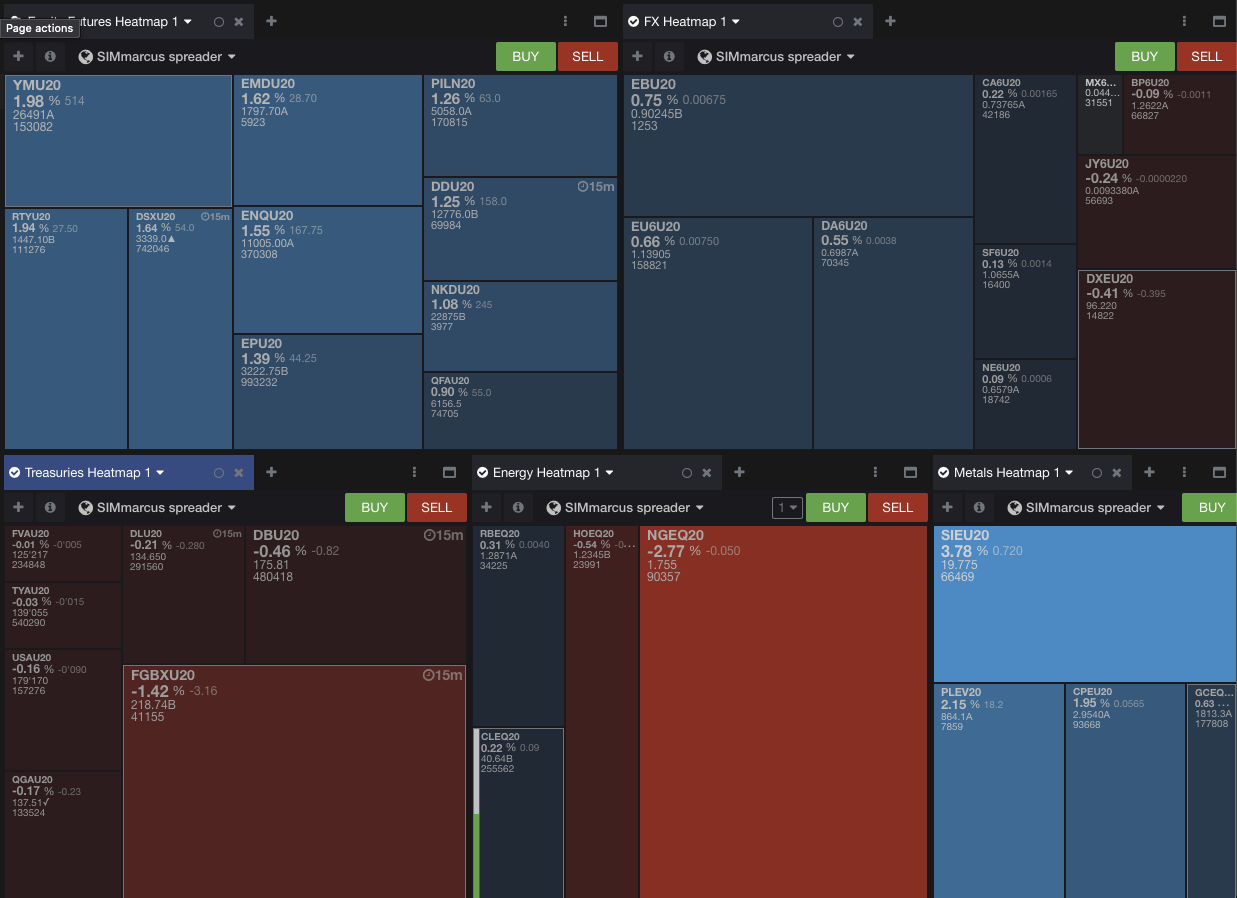 Equity Futures Heatmap 1
Page actions
SIMmarcus spreader
BUY
SELL
YMU20
1.98 % 514
26491A
153082
EMDU20
1.62 % 28.70
1797.70A
5923
PILN20
1.26 % 63.0
5058.0A
170815
RTYU20
1.94 % 27.50
1447.10B
111276
DSXU20 15m
1.64 % 54.0
3339.0▲
742046
ENQU20
1.55 % 167.75
11005.00A
370308
DDU20 15m
1.25 % 158.0
12776.0B
69984
NKDU20
1.08 % 245
22875B
3977
EPU20
1.39 % 44.25
3222.75B
993232
QFAU20
0.90 % 55.0
6156.5
74705
FX Heatmap 1
SIMmarcus spreader
BUY
SELL
EBU20
0.75 % 0.00675
0.90245B
1253
CA6U20
0.22 % 0.00165
0.73765A
42186
MX6...
0.044...
31551
BP6U20
-0.09 % -0.0011
1.2622A
66827
JY6U20
-0.24 % -0.0000220
0.0093380A
56693
EU6U20
0.66 % 0.00750
1.13905
158821
DA6U20
0.55 % 0.0038
0.6987A
70345
SF6U20
0.13 % 0.0014
1.0655A
16400
DXEU20
-0.41 % -0.395
96.220
14822
NE6U20
0.09 % 0.0006
0.6579A
18742
Treasuries Heatmap 1
SIMmarcus spreader
BUY
SELL
FVAU20
-0.01 % -0'005
125'217
234848
DLU20 15m
-0.21 % -0.280
134.650
291560
DBU20 15m
-0.46 % -0.82
175.81
480418
TYAU20
-0.03 % -0'015
139'055
540290
USAU20
-0.16 % -0'090
179'170
157276
FGBXU20 15m
-1.42 % -3.16
218.74B
41155
QGAU20
-0.17 % -0.23
137.51✓
133524
Energy Heatmap 1
SIMmarcus spreader
1
BUY
SELL
RBEQ20
0.31 % 0.0040
1.2871A
34225
HOEQ20
-0.54 % -0...
1.2345B
23991
NGEQ20
-2.77 % -0.050
1.755
90357
CLEQ20
0.22 % 0.09
40.64B
255562
Metals Heatmap 1
SIMmarcus spreader
BUY
SIEU20
3.78 % 0.720
19.775
66469
PLEV20
2.15 % 18.2
864.1A
7859
CPEU20
1.95 % 0.0565
2.9540A
93668
GCEQ...
0.63 ...
1813.3A
177808